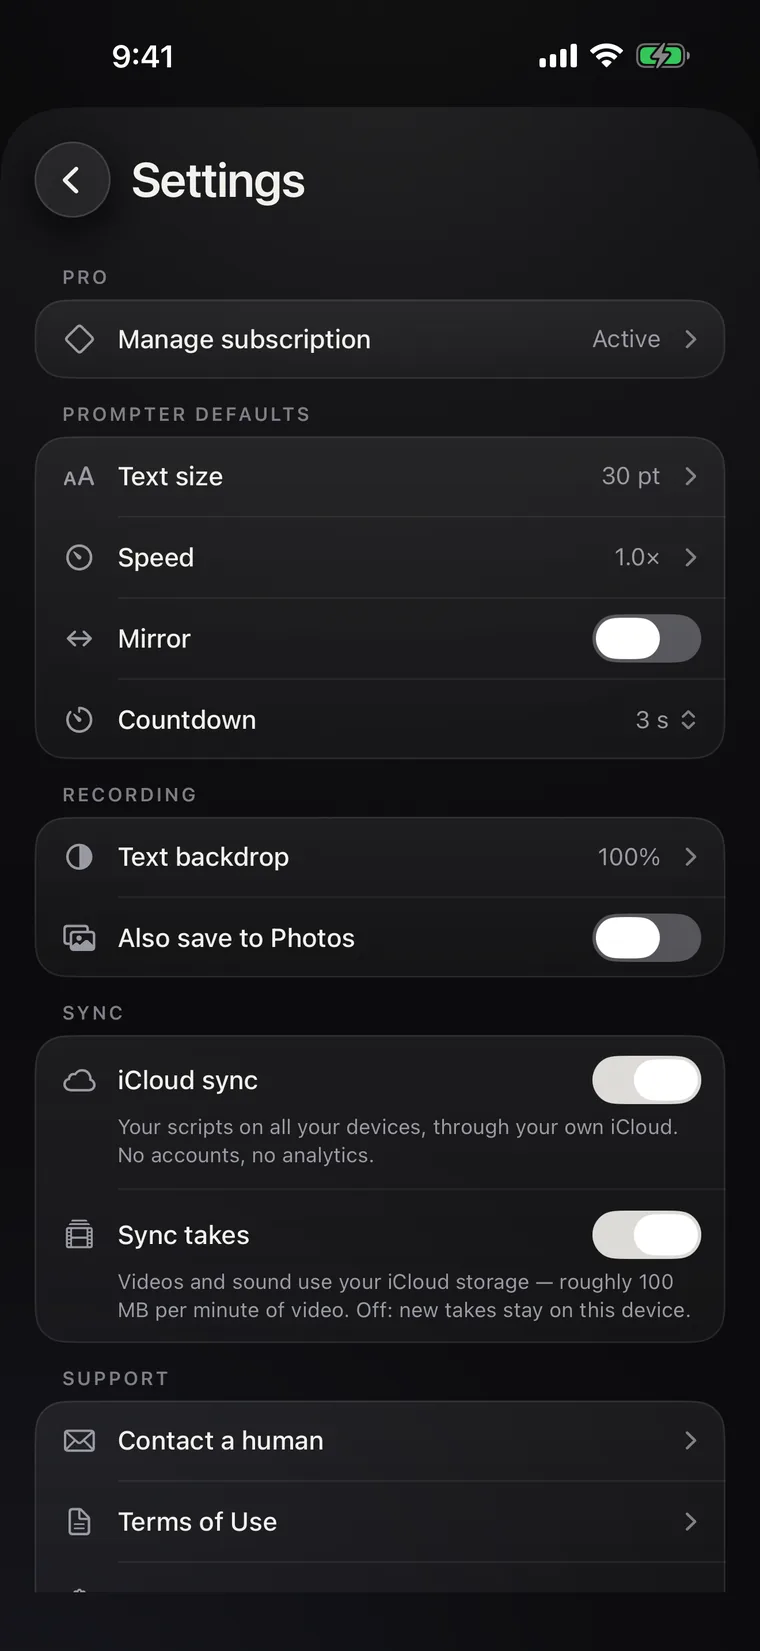 9:41
Settings
PRO
Manage subscription Active
PROMPTER DEFAULTS
AA Text size 30 pt
Speed 1.0×
Mirror
Countdown 3 s
RECORDING
Text backdrop 100%
Also save to Photos
SYNC
iCloud sync
Your scripts on all your devices, through your own iCloud.
No accounts, no analytics.
Sync takes
Videos and sound use your iCloud storage — roughly 100
MB per minute of video. Off: new takes stay on this device.
SUPPORT
Contact a human
Terms of Use